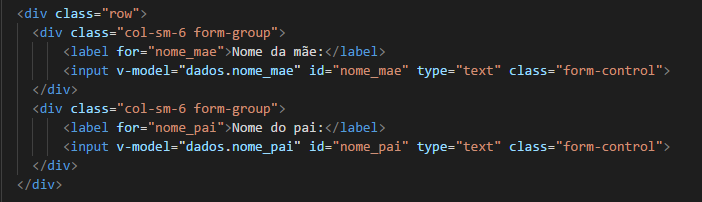 <div class="row">
<div class="col-sm-6 form-group">
<label for="nome_mae">Nome da mãe:</label>
<input v-model="dados.nome_mae" id="nome_mae" type="text" class="form-control">
</div>
<div class="col-sm-6 form-group">
<label for="nome_pai">Nome do pai:</label>
<input v-model="dados.nome_pai" id="nome_pai" type="text" class="form-control">
</div>
</div>